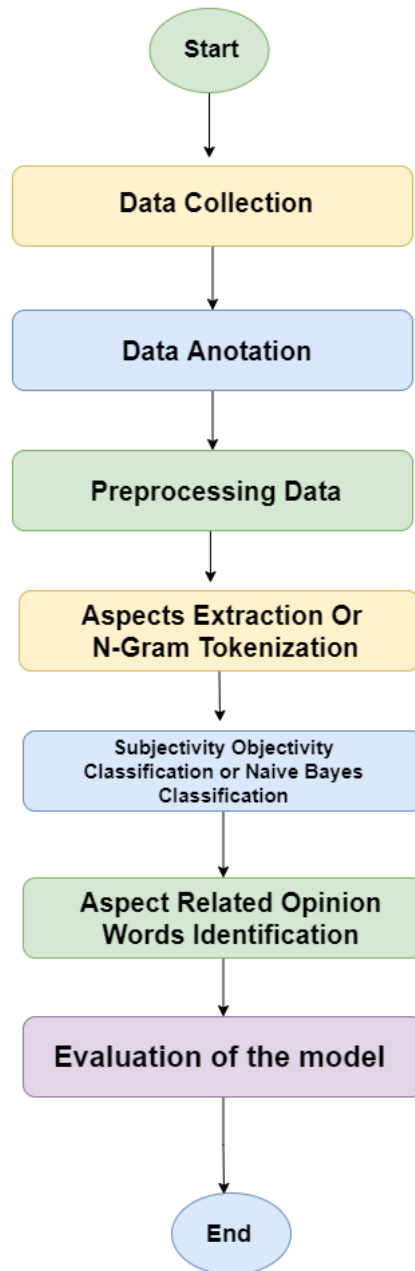 Start
Data Collection
Data Anotation
Preprocessing Data
Aspects Extraction Or
N-Gram Tokenization
Subjectivity Objectivity
Classification or Naive Bayes
Classification
Aspect Related Opinion
Words Identification
Evaluation of the model
End